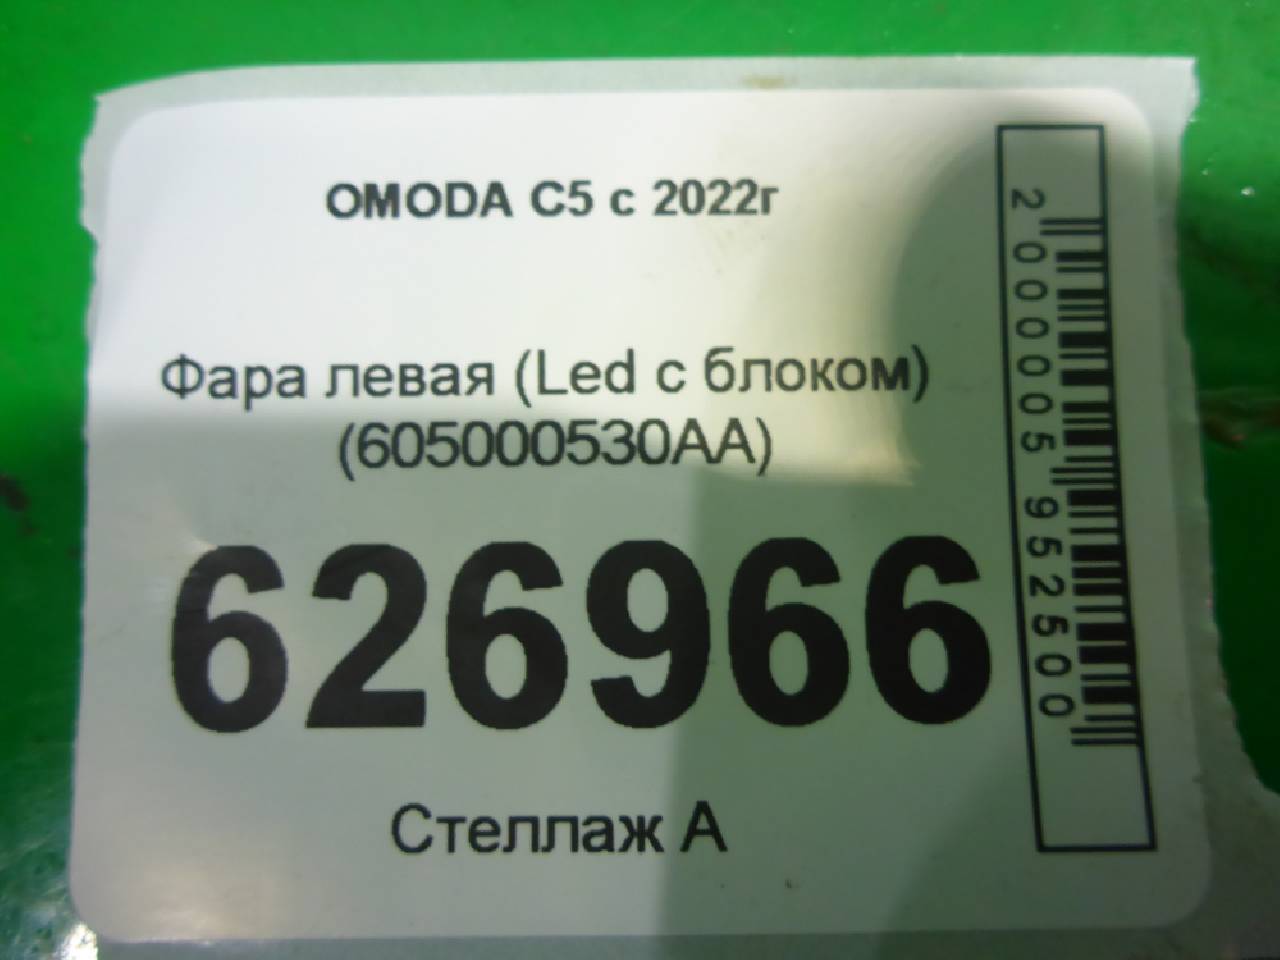 OMODA C5 с 2022г
Фара левая (Led с блоком)
(605000530AA)
626966
Стеллаж А
2000005952500